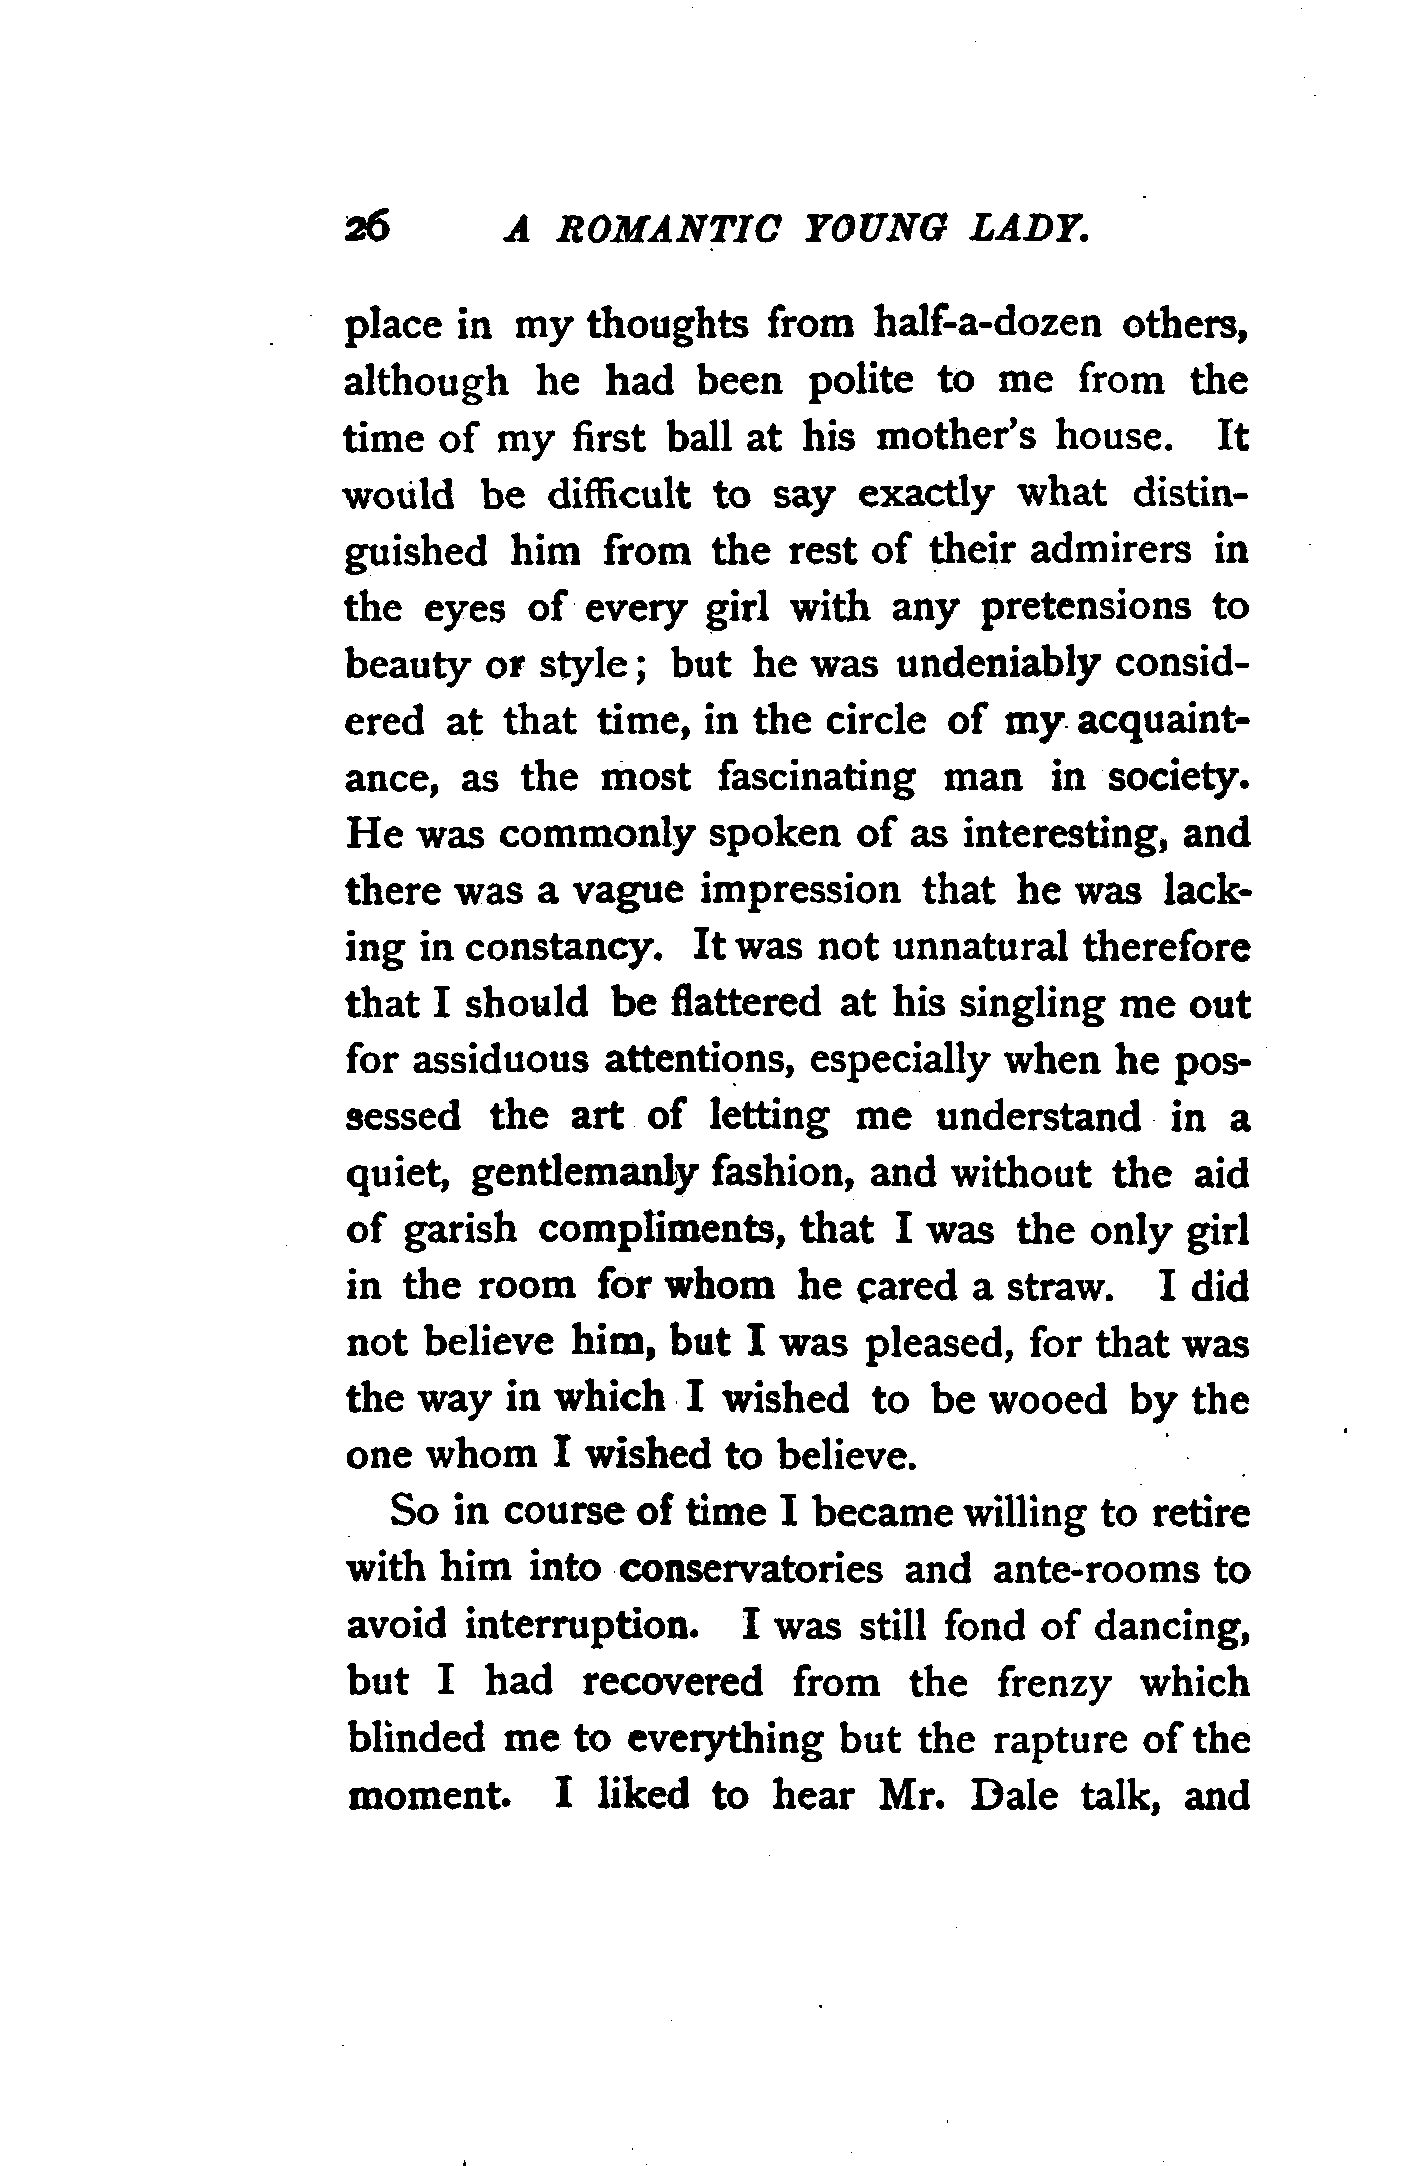 26 A ROMANTIC YOUNG LADY.
place in my thoughts from half-a-dozen others,
although he had been polite to me from the
time of my first ball at his mother's house. It
would be difficult to say exactly what distin-
guished him from the rest of their admirers in
the eyes of every girl with any pretensions to
beauty or style; but he was undeniably consid-
ered at that time, in the circle of my acquaint-
ance, as the most fascinating man in society.
He was commonly spoken of as interesting, and
there was a vague impression that he was lack-
ing in constancy. It was not unnatural therefore
that I should be flattered at his singling me out
for assiduous attentions, especially when he pos-
sessed the art of letting me understand in a
quiet, gentlemanly fashion, and without the aid
of garish compliments, that I was the only girl
in the room for whom he cared a straw. I did
not believe him, but I was pleased, for that was
the way in which I wished to be wooed by the
one whom I wished to believe.
So in course of time I became willing to retire
with him into conservatories and ante-rooms to
avoid interruption. I was still fond of dancing,
but I had recovered from the frenzy which
blinded me to everything but the rapture of the
moment. I liked to hear Mr. Dale talk, and